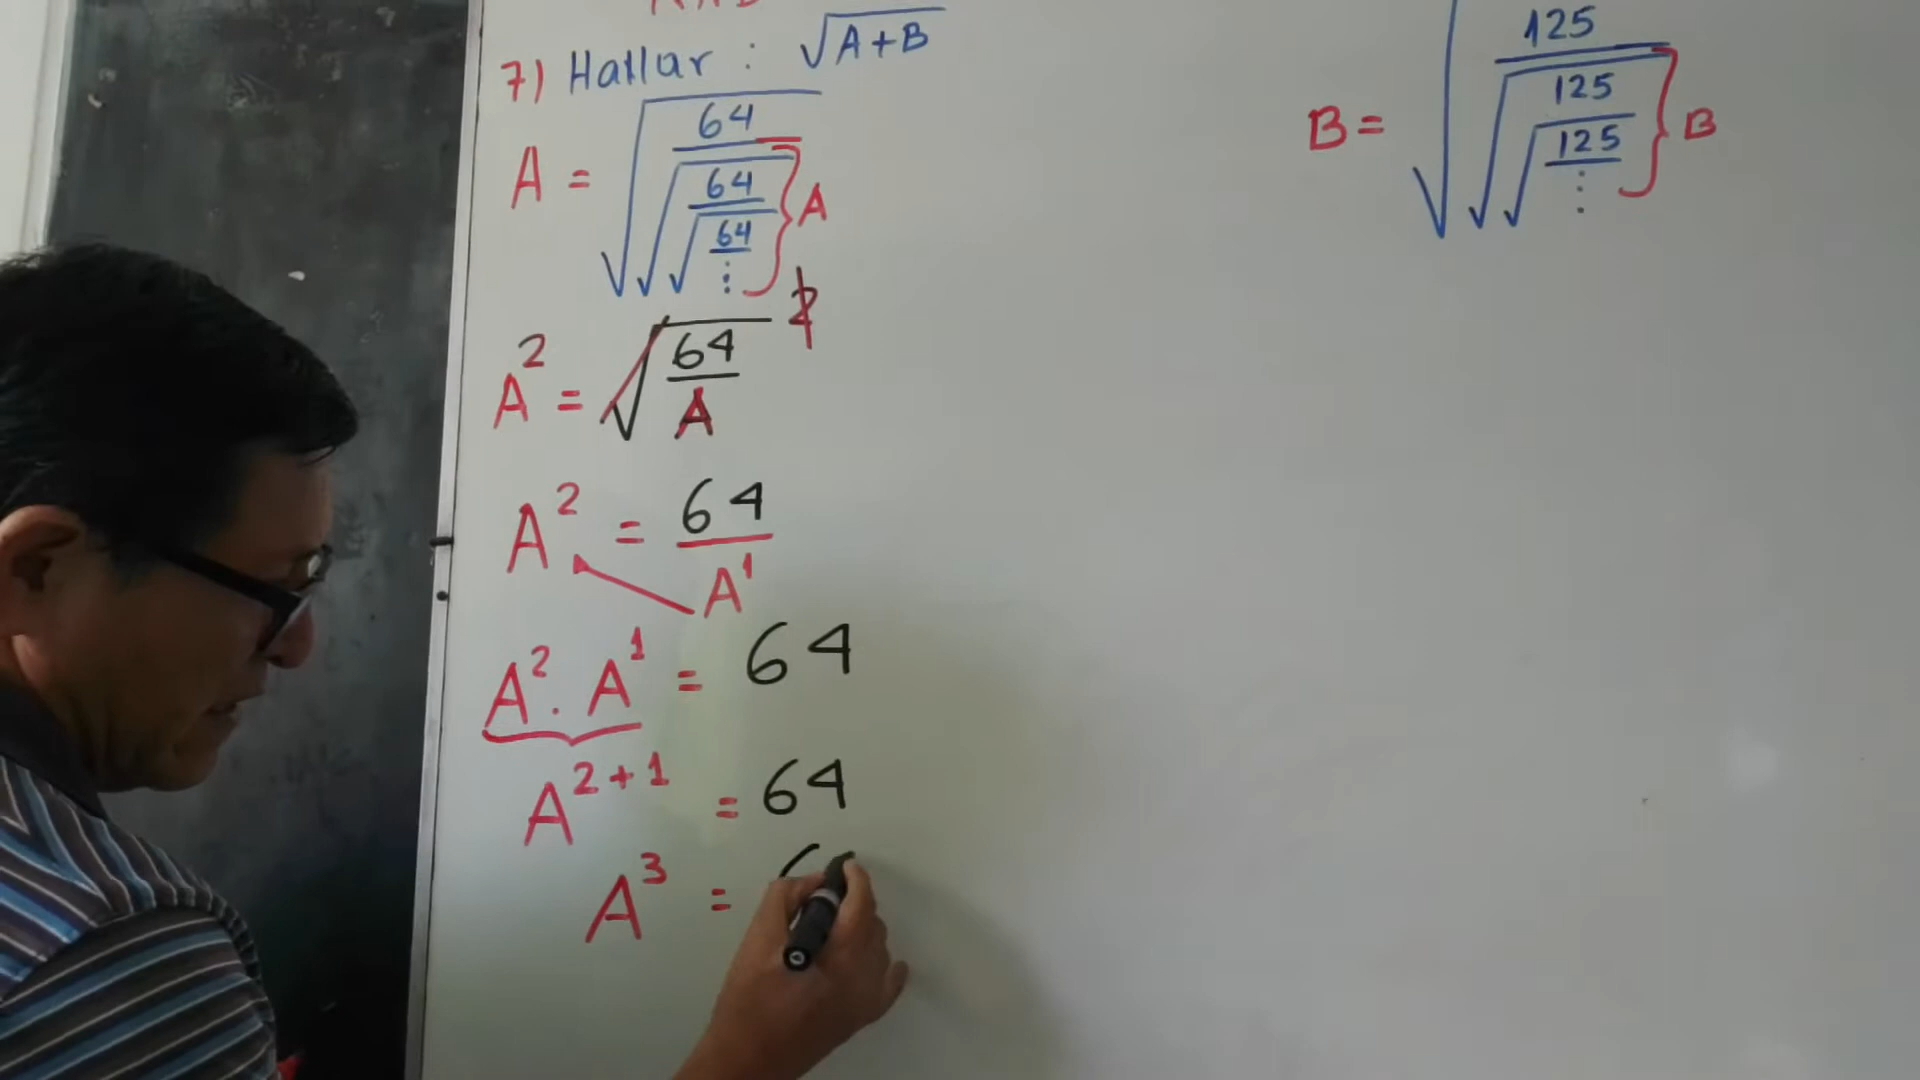 7) Hallar : √A+B
A = √64/√64/√64/⋮ } A
A² = √64/A ²
A² = 64/A¹
A² . A¹ = 64
A²⁺¹ = 64
A³ = 6
B = √125/√125/√125/⋮ } B